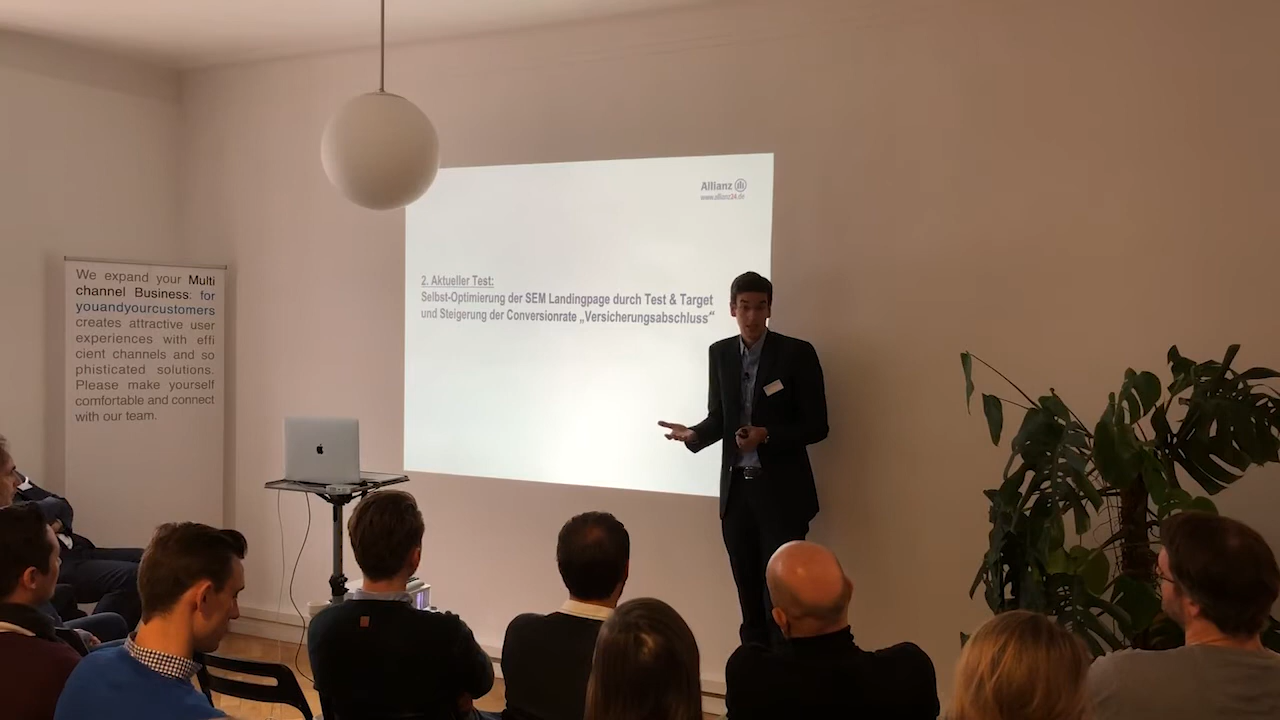 We expand your Multi
channel Business: for
youandyourcustomers
creates attractive user
experiences with effi
cient channels and so
phisticated solutions.
Please make yourself
comfortable and connect
with our team.
Allianz
www.allianz24.de
2. Aktueller Test:
Selbst-Optimierung der SEM Landingpage durch Test & Target
und Steigerung der Conversionrate „Versicherungsabschluss“